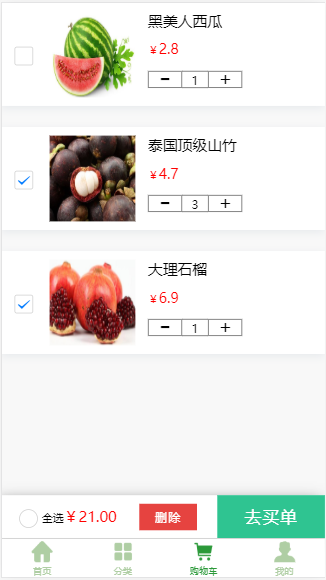 黑美人西瓜
￥2.8
- 1 +
泰国顶级山竹
￥4.7
- 3 +
大理石榴
￥6.9
- 1 +
全选 ￥21.00 删除 去买单
首页 分类 购物车 我的